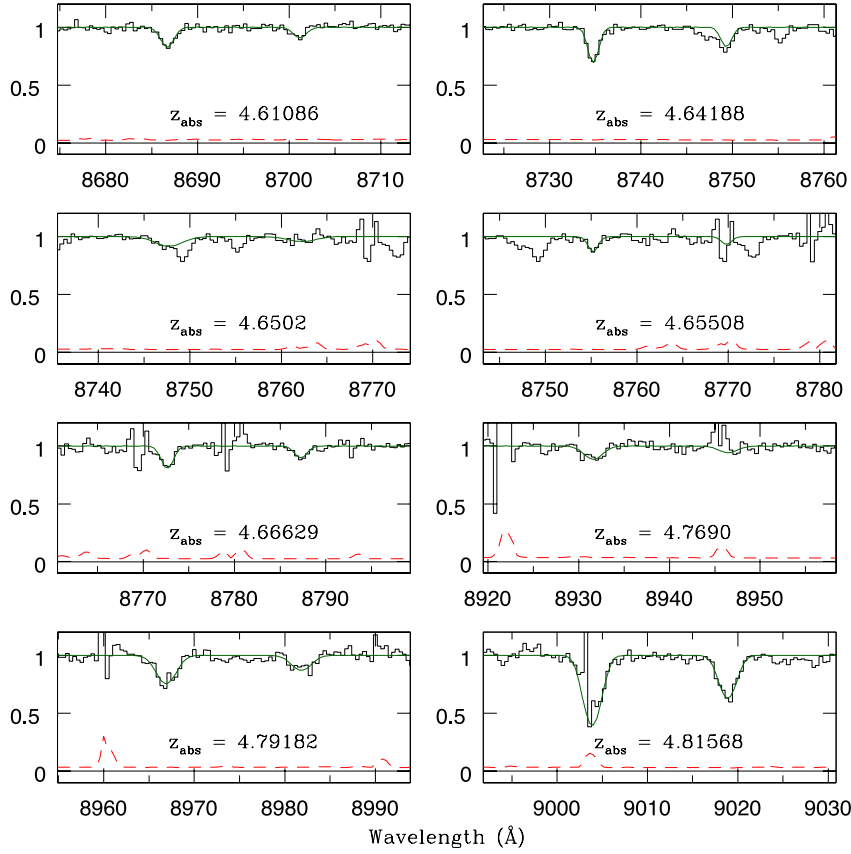 1
0.5
0
z_abs = 4.61086
8680 8690 8700 8710
1
0.5
0
z_abs = 4.64188
8730 8740 8750 8760
1
0.5
0
z_abs = 4.6502
8740 8750 8760 8770
1
0.5
0
z_abs = 4.65508
8750 8760 8770 8780
1
0.5
0
z_abs = 4.66629
8770 8780 8790
1
0.5
0
z_abs = 4.7690
8920 8930 8940 8950
1
0.5
0
z_abs = 4.79182
8960 8970 8980 8990
1
0.5
0
z_abs = 4.81568
9000 9010 9020 9030
Wavelength (Å)